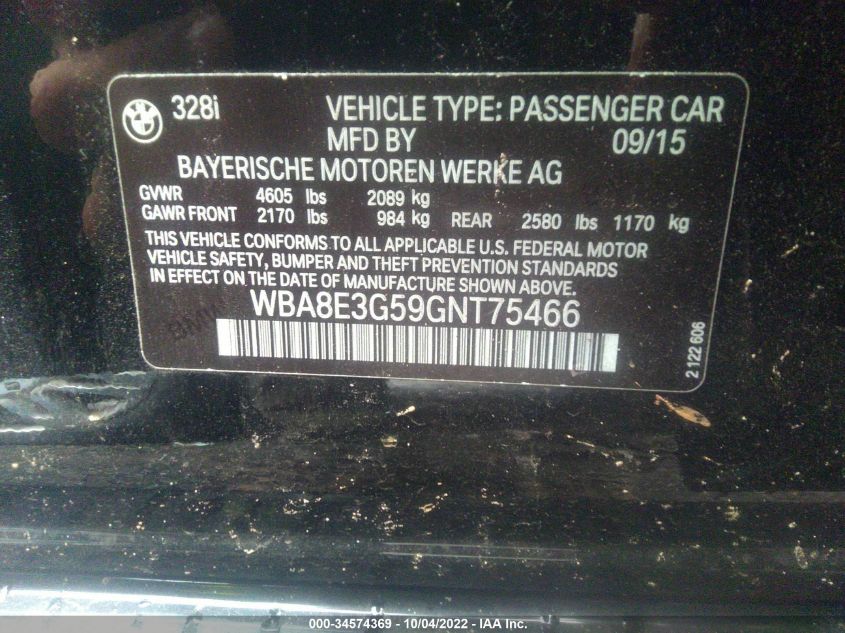 BMW 328i VEHICLE TYPE: PASSENGER CAR
MFD BY 09/15
BAYERISCHE MOTOREN WERKE AG
GVWR 4605 lbs 2089 kg
GAWR FRONT 2170 lbs 984 kg REAR 2580 lbs 1170 kg
THIS VEHICLE CONFORMS TO ALL APPLICABLE U.S. FEDERAL MOTOR
VEHICLE SAFETY, BUMPER AND THEFT PREVENTION STANDARDS
IN EFFECT ON THE DATE OF MANUFACTURE SHOWN ABOVE.
BMW WBA8E3G59GNT75466
2 122 606
000-34574369 - 10/04/2022 - IAA Inc.